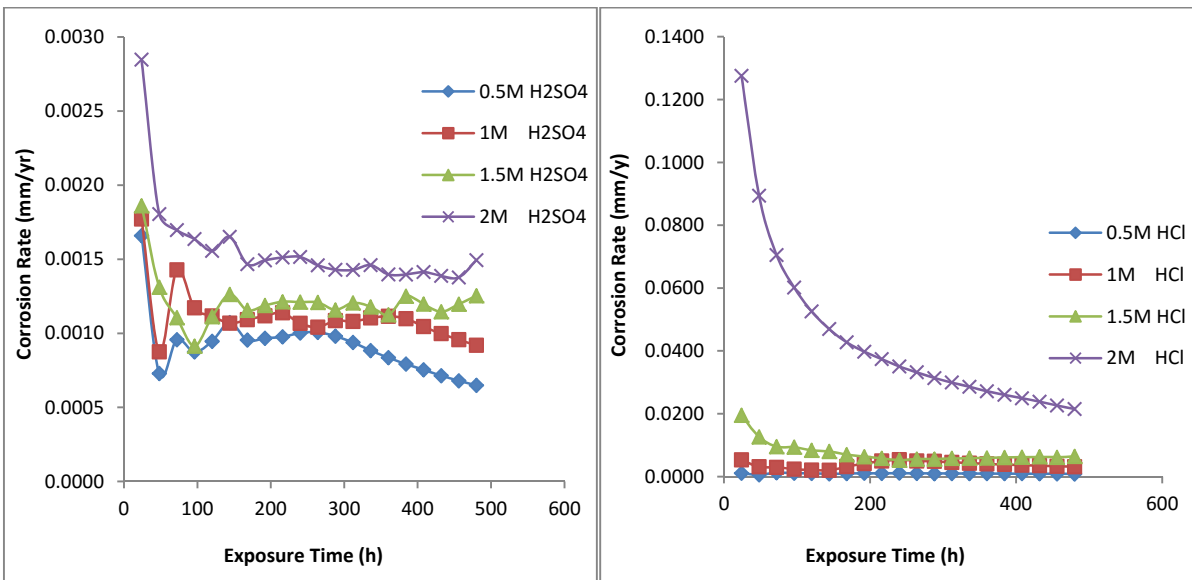 0.0030
0.0025
0.0020
0.0015
0.0010
0.0005
0.0000
Corrosion Rate (mm/yr)
0 100 200 300 400 500 600
Exposure Time (h)
0.5M H2SO4
1M H2SO4
1.5M H2SO4
2M H2SO4
0.1400
0.1200
0.1000
0.0800
0.0600
0.0400
0.0200
0.0000
Corrosion Rate (mm/y)
0 200 400 600
Exposure Time (h)
0.5M HCl
1M HCl
1.5M HCl
2M HCl